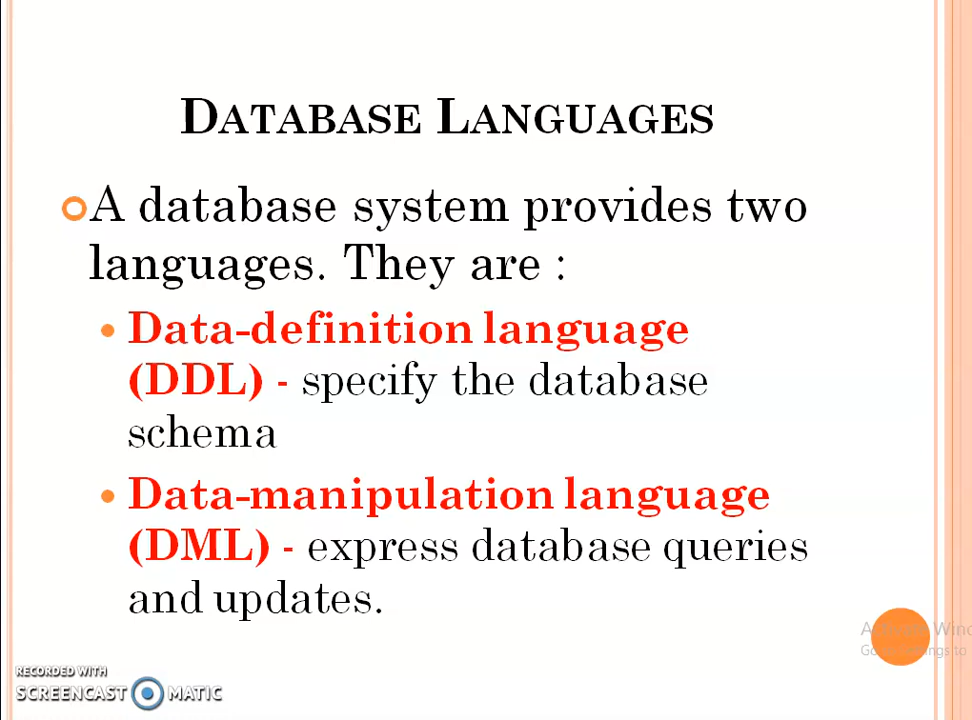 DATABASE LANGUAGES
A database system provides two
languages. They are :
Data-definition language
(DDL) - specify the database
schema
Data-manipulation language
(DML) - express database queries
and updates.
RECORDED WITH
SCREENCAST MATIC